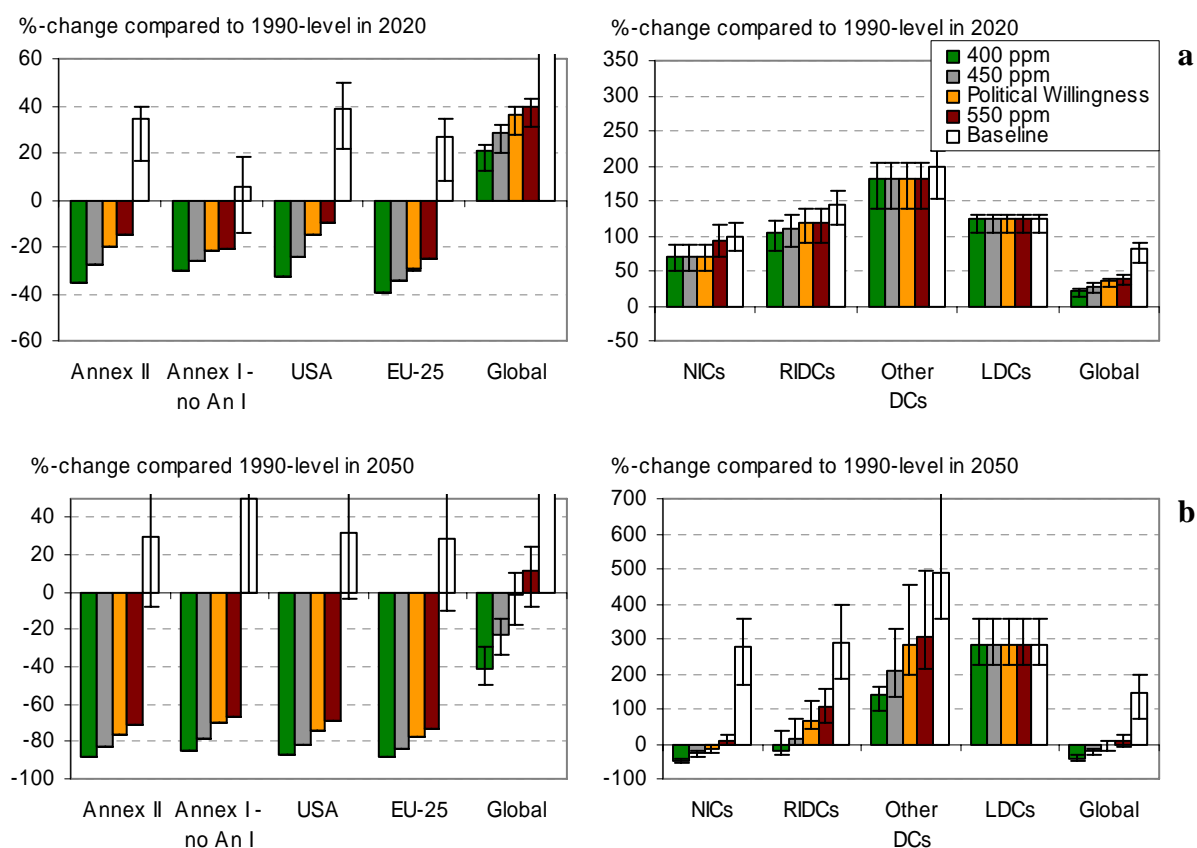 %-change compared to 1990-level in 2020
60
40
20
0
-20
-40
-60
Annex II Annex I - no An I USA EU-25 Global
%-change compared to 1990-level in 2020
a
350
300
250
200
150
100
50
0
-50
400 ppm
450 ppm
Political Willingness
550 ppm
Baseline
NICs RIDCs Other DCs LDCs Global
%-change compared 1990-level in 2050
40
20
0
-20
-40
-60
-80
-100
Annex II Annex I - no An I USA EU-25 Global
%-change compared to 1990-level in 2050
b
700
600
500
400
300
200
100
0
-100
NICs RIDCs Other DCs LDCs Global